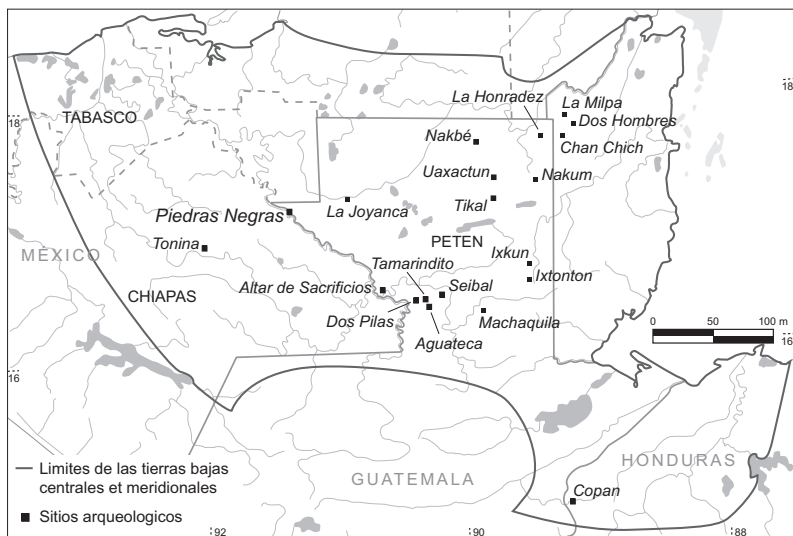 18
18
La Honradez
La Milpa
Dos Hombres
TABASCO
Nakbé
Chan Chich
Uaxactun
Nakum
La Joyanca
Tikal
Piedras Negras
PETEN
Tonina
Ixkun
MÉXICO
Tamarindito
Ixtonton
Altar de Sacrificios
Seibal
CHIAPAS
Dos Pilas
Machaquila
0 50 100 m
Aguateca
16
16
Limites de las tierras bajas
centrales et meridionales
GUATEMALA
HONDURAS
Copan
Sitios arqueologicos
92
90
88